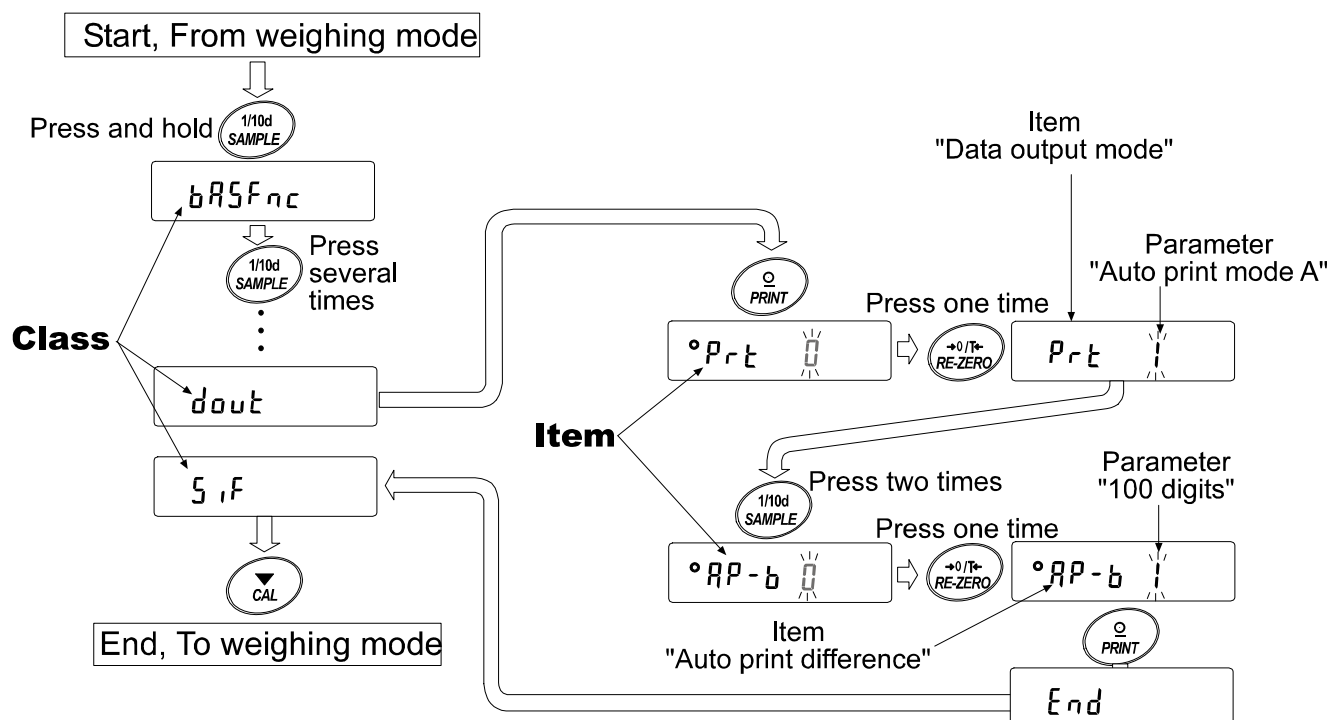 Start, From weighing mode
Press and hold
1/10d
SAMPLE
bASFnc
1/10d
SAMPLE
Press
several
times
Class
dout
SiF
CAL
End, To weighing mode
PRINT
Prt 0
Press one time
→0/T←
RE-ZERO
Item
"Data output mode"
Parameter
"Auto print mode A"
Prt 1
Item
1/10d
SAMPLE
Press two times
AP-b 0
Press one time
→0/T←
RE-ZERO
Parameter
"100 digits"
AP-b 1
Item
"Auto print difference"
PRINT
End